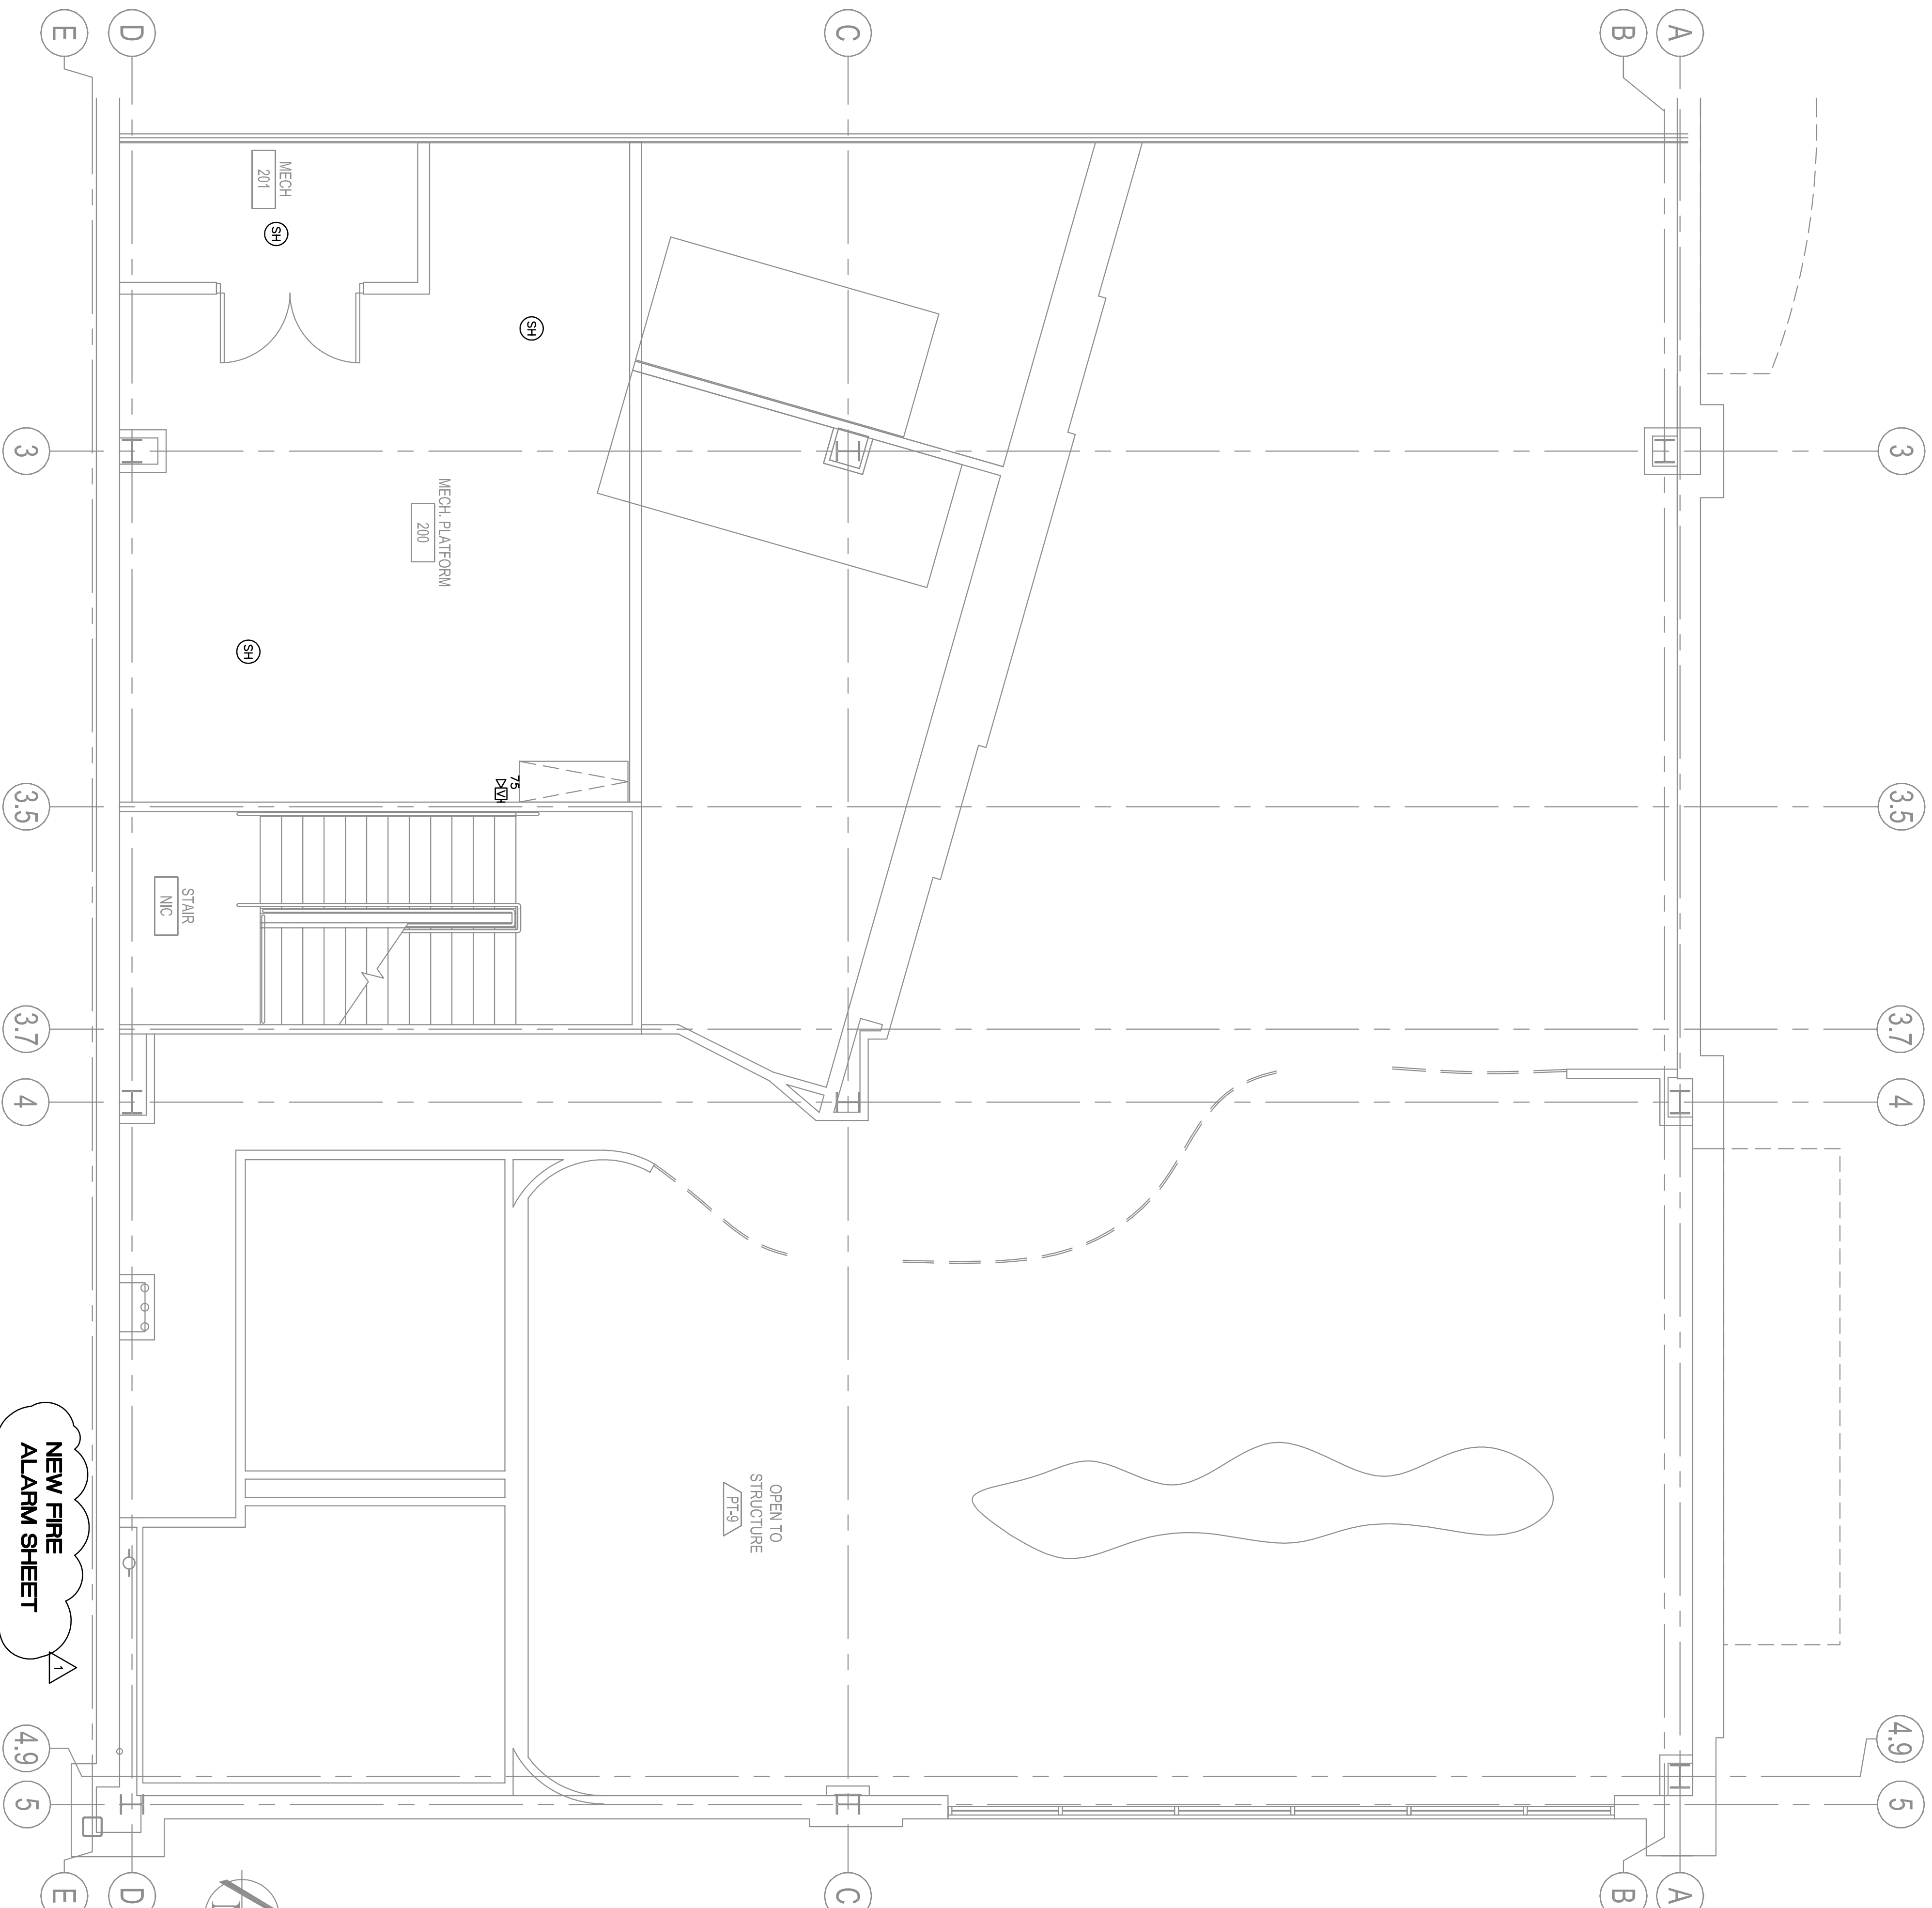 E
D
C
B
A
MECH
201
SH
SH
3
3
MECH. PLATFORM
200
SH
75
V
3.5
3.5
STAIR
NIC
3.7
3.7
4
4
OPEN TO
STRUCTURE
PT-9
NEW FIRE
ALARM SHEET
1
4.9
4.9
5
5
E
D
C
B
A